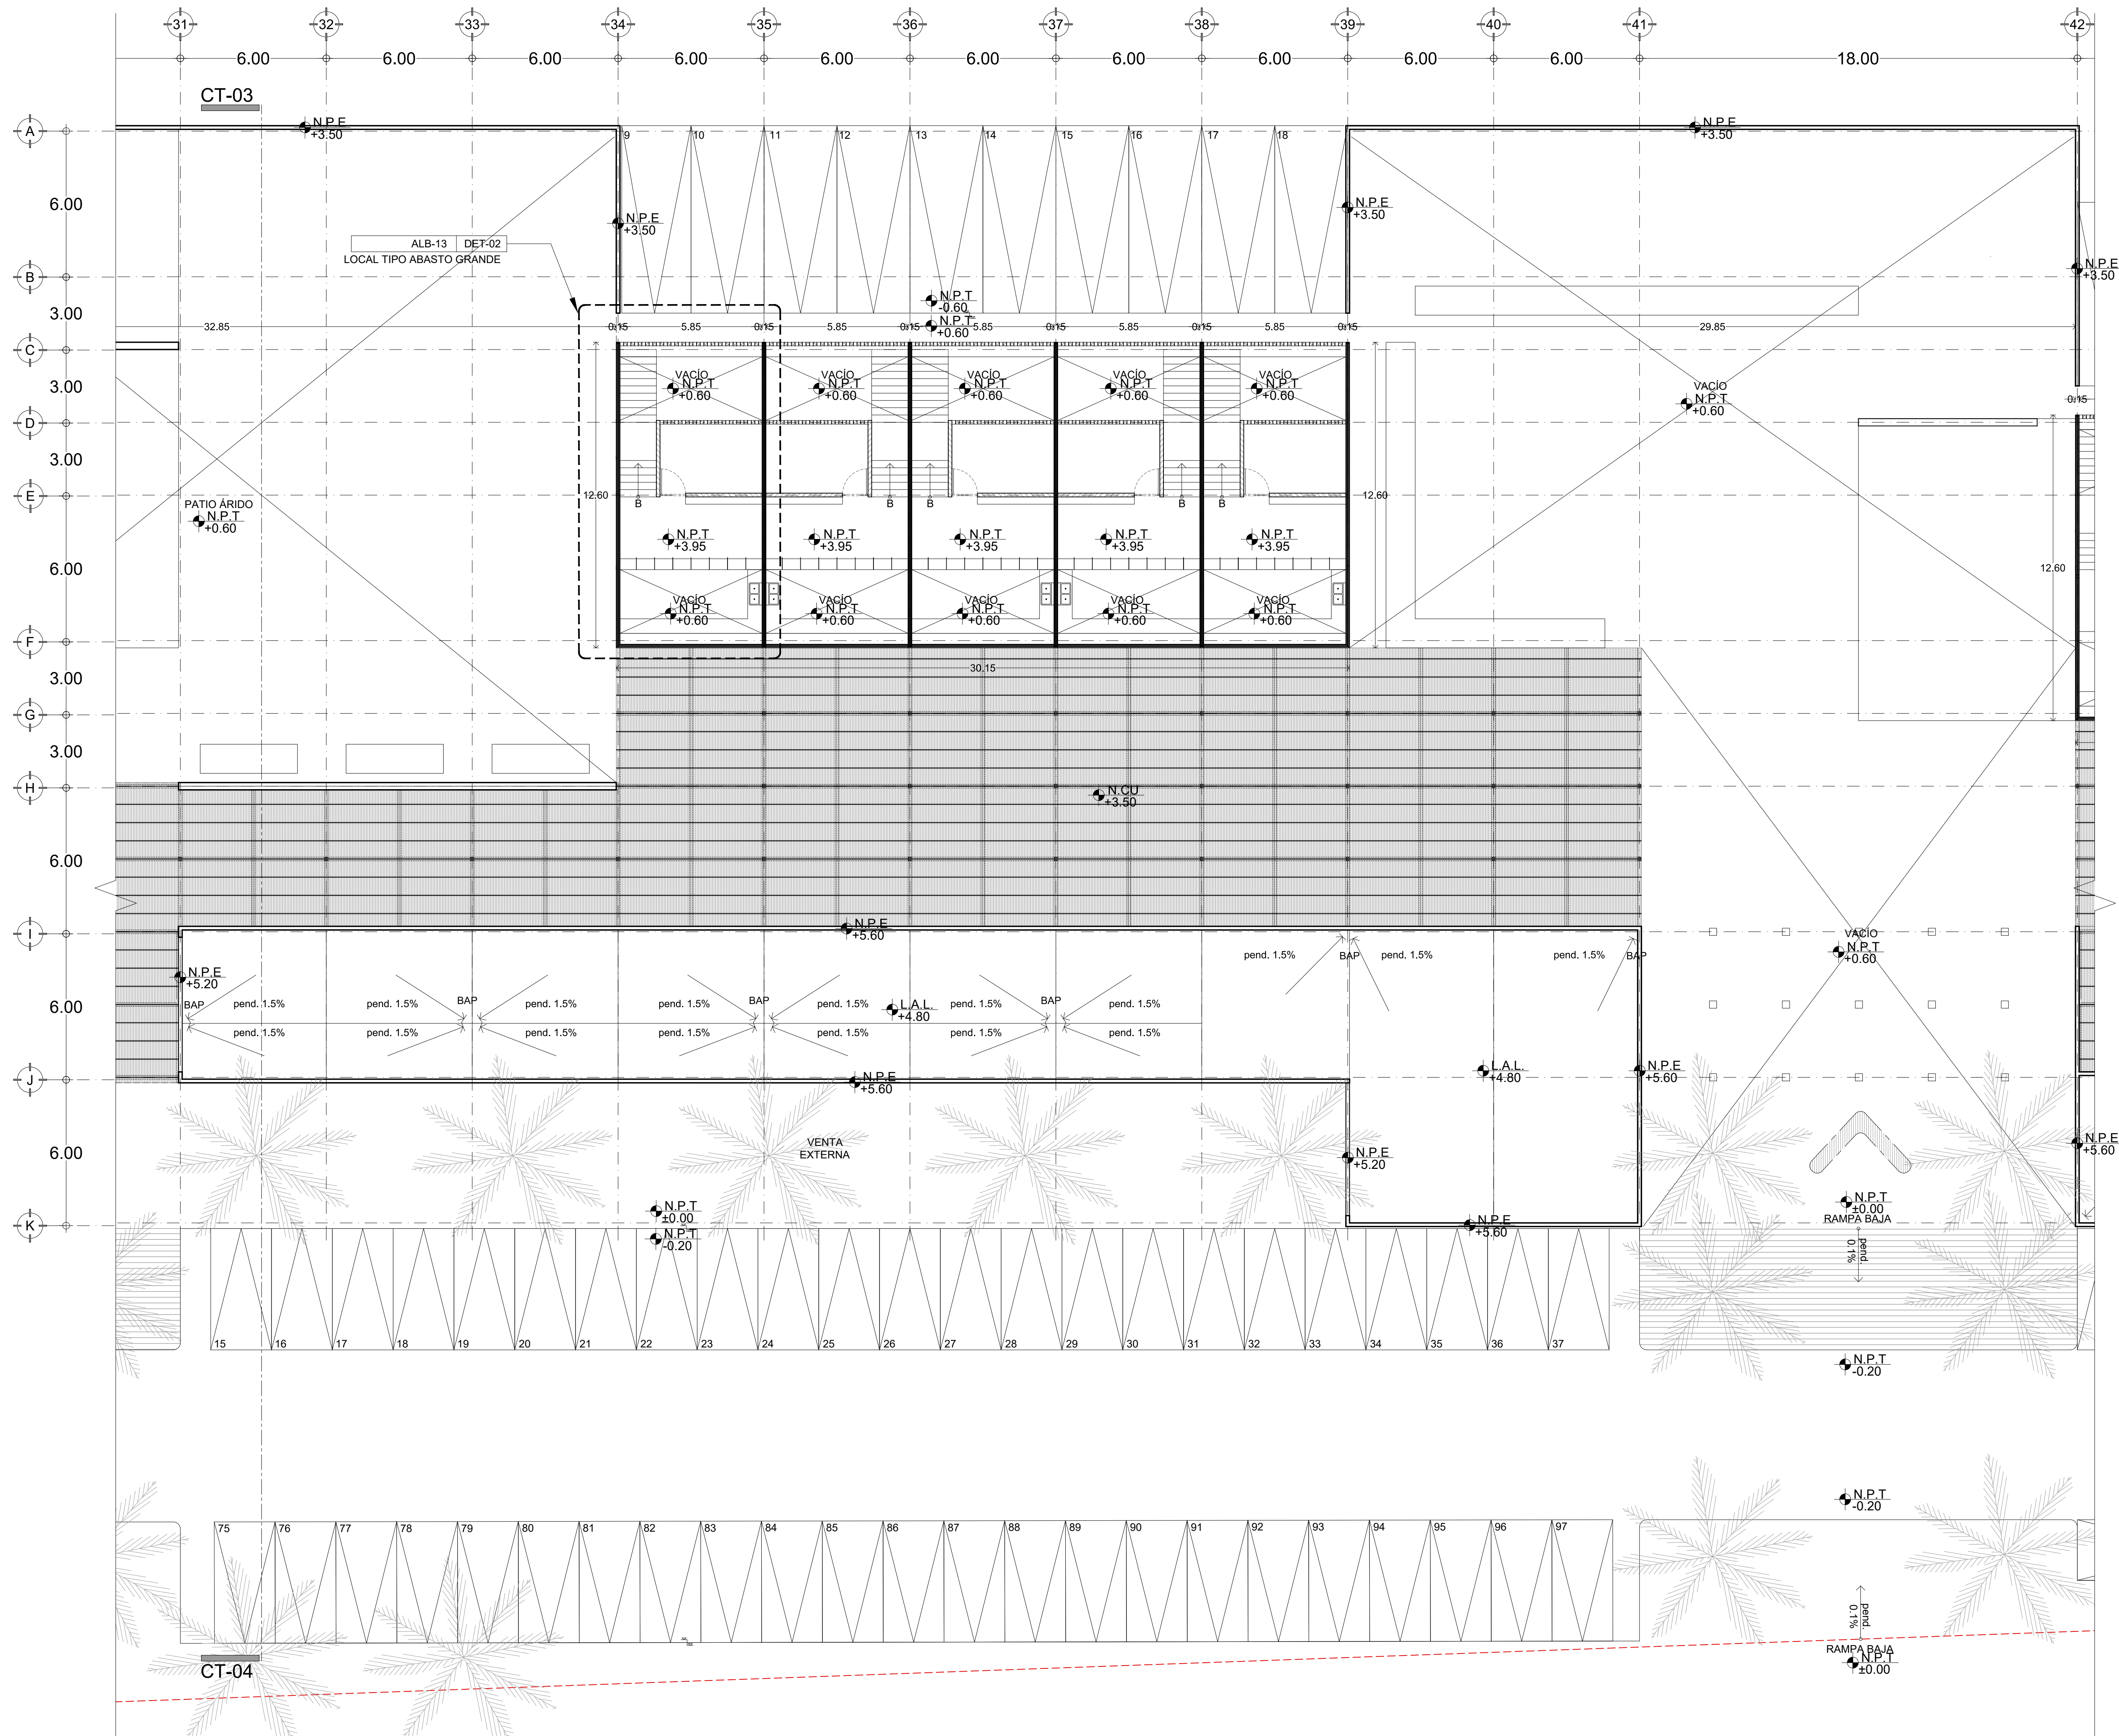 31 32 33 34 35 36 37 38 39 40 41 42
6.00 6.00 6.00 6.00 6.00 6.00 6.00 6.00 6.00 6.00 18.00
CT-03
A
N.P.E
+3.50
9 10 11 12 13 14 15 16 17 18
N.P.E
+3.50
6.00
N.P.E
+3.50
N.P.E
+3.50
ALB-13 DET-02
LOCAL TIPO ABASTO GRANDE
B
N.P.E
+3.50
N.P.T
-0.60
3.00
N.P.T
+0.60
32.85 0.15 5.85 0.15 5.85 0.15 5.85 0.15 5.85 0.15 5.85 0.15 29.85
C
3.00
VACÍO VACÍO VACÍO VACÍO VACÍO VACÍO
N.P.T N.P.T N.P.T N.P.T N.P.T N.P.T
+0.60 +0.60 +0.60 +0.60 +0.60 +0.60
0.15
D
3.00
E
12.60 12.60
B B B B B
PATIO ÁRIDO
N.P.T
+0.60
N.P.T N.P.T N.P.T N.P.T N.P.T
+3.95 +3.95 +3.95 +3.95 +3.95
6.00
12.60
VACÍO VACÍO VACÍO VACÍO VACÍO
N.P.T N.P.T N.P.T N.P.T N.P.T
+0.60 +0.60 +0.60 +0.60 +0.60
F
30.15
3.00
G
3.00
H
N.CU
+3.50
6.00
I
N.P.E
+5.60
VACÍO
N.P.T
+0.60
pend. 1.5% BAP pend. 1.5% pend. 1.5% BAP
N.P.E
+5.20
BAP pend. 1.5% pend. 1.5% BAP pend. 1.5% pend. 1.5% BAP pend. 1.5% pend. 1.5% BAP pend. 1.5%
L.A.L.
+4.80
6.00
pend. 1.5% pend. 1.5% pend. 1.5% pend. 1.5% pend. 1.5% pend. 1.5% pend. 1.5%
L.A.L.
+4.80
N.P.E
+5.60
J
N.P.E
+5.60
VENTA
EXTERNA
6.00
N.P.E
+5.20
N.P.E
+5.60
N.P.T
±0.00
RAMPA BAJA
N.P.T
±0.00
K
N.P.E
+5.60
N.P.T
-0.20
pend
0.1%
15 16 17 18 19 20 21 22 23 24 25 26 27 28 29 30 31 32 33 34 35 36 37
N.P.T
-0.20
N.P.T
-0.20
75 76 77 78 79 80 81 82 83 84 85 86 87 88 89 90 91 92 93 94 95 96 97
pend.
0.1%
RAMPA BAJA
N.P.T
±0.00
CT-04